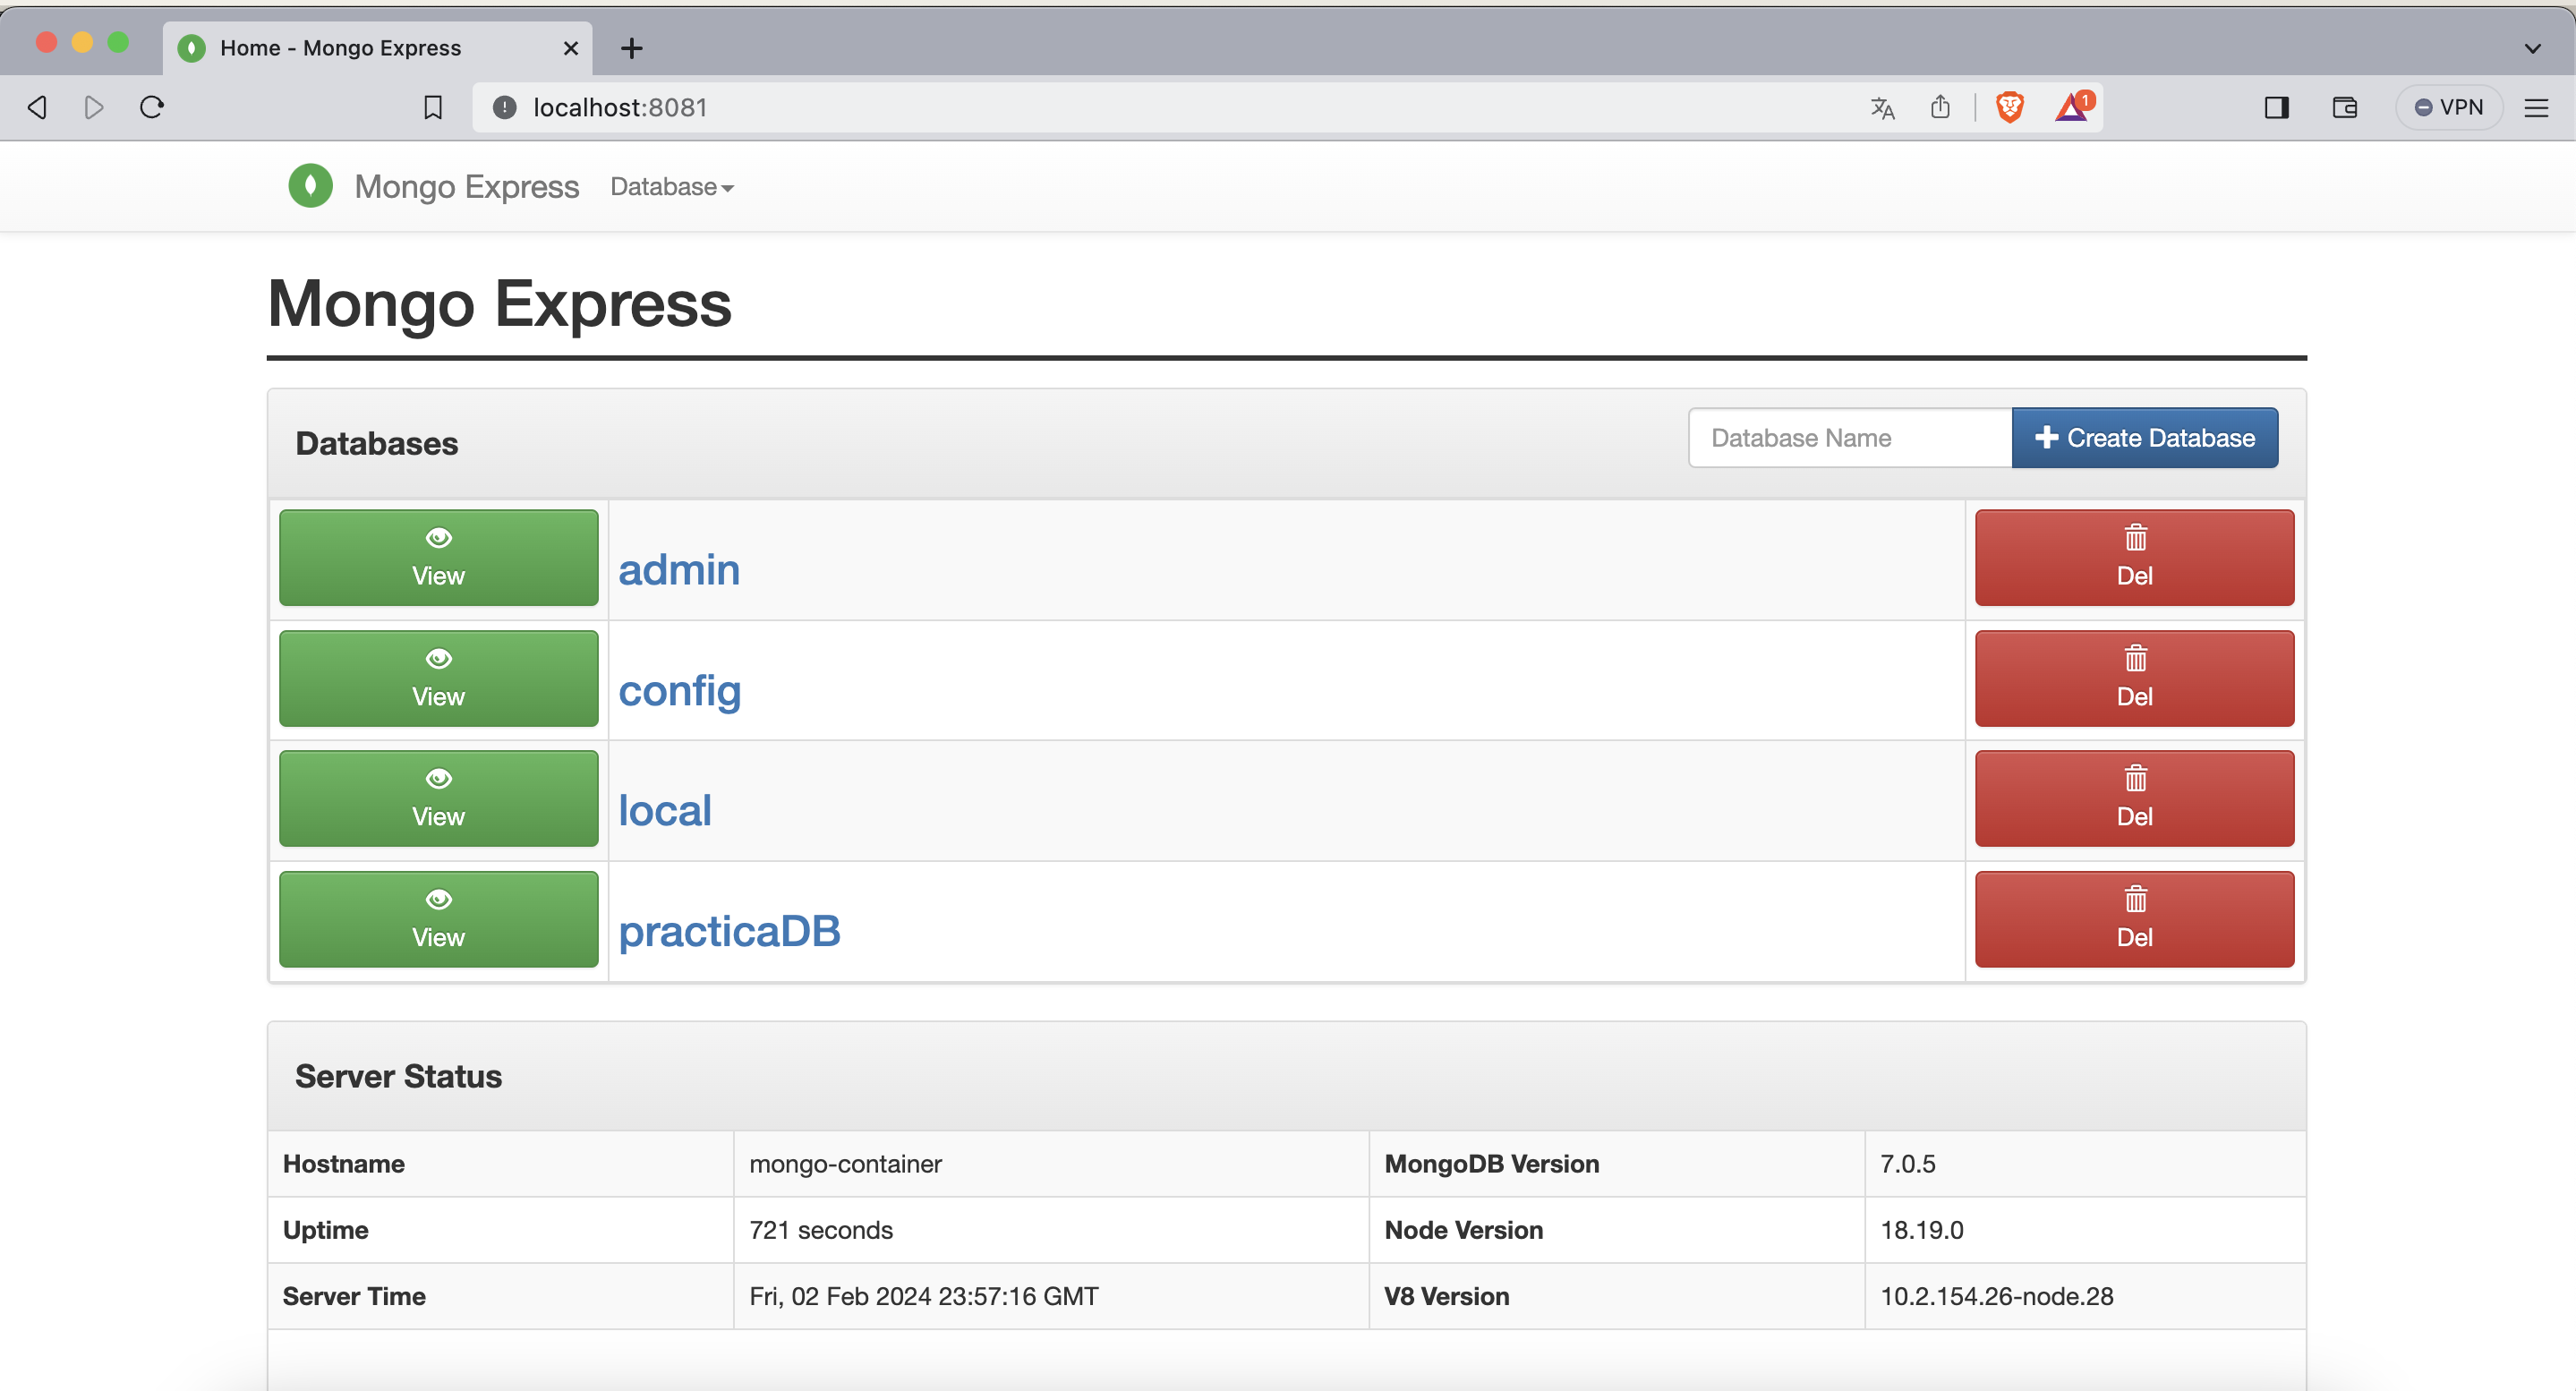 Home - Mongo Express
localhost:8081
1
VPN
Mongo Express Database
Mongo Express
Databases
Database Name
Create Database
View
admin
Del
View
config
Del
View
local
Del
View
practicaDB
Del
Server Status
Hostname mongo-container MongoDB Version 7.0.5
Uptime 721 seconds Node Version 18.19.0
Server Time Fri, 02 Feb 2024 23:57:16 GMT V8 Version 10.2.154.26-node.28